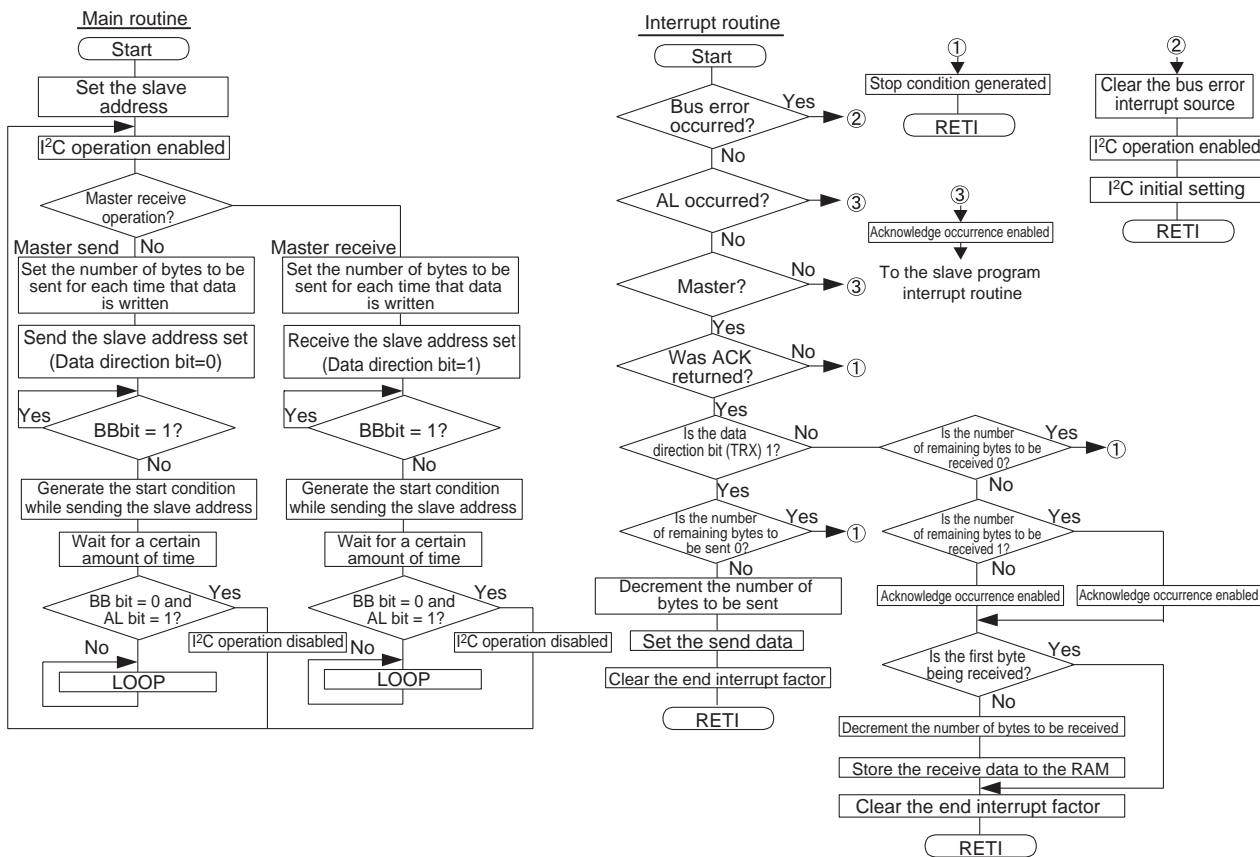 Main routine
Start
Set the slave
address
I²C operation enabled
Master receive
operation?
Master send
No
Master receive
Set the number of bytes to be
sent for each time that data
is written
Set the number of bytes to be
sent for each time that data
is written
Send the slave address set
(Data direction bit=0)
Receive the slave address set
(Data direction bit=1)
Yes
BBbit = 1?
No
Yes
BBbit = 1?
No
Generate the start condition
while sending the slave address
Generate the start condition
while sending the slave address
Wait for a certain
amount of time
Wait for a certain
amount of time
BB bit = 0 and
AL bit = 1?
Yes
BB bit = 0 and
AL bit = 1?
Yes
I²C operation disabled
I²C operation disabled
No
LOOP
No
LOOP
Interrupt routine
Start
Bus error
occurred?
Yes
②
No
AL occurred?
③
No
Master?
No
③
Yes
Was ACK
returned?
No
①
Yes
Is the data
direction bit (TRX) 1?
No
Yes
Is the number
of remaining bytes to
be sent 0?
Yes
①
No
Decrement the number of
bytes to be sent
Set the send data
Clear the end interrupt factor
RETI
①
Stop condition generated
RETI
②
Clear the bus error
interrupt source
I²C operation enabled
I²C initial setting
RETI
③
Acknowledge occurrence enabled
To the slave program
interrupt routine
Is the number
of remaining bytes to be
received 0?
Yes
①
No
Is the number
of remaining bytes to be
received 1?
Yes
No
Acknowledge occurrence enabled
Acknowledge occurrence enabled
Is the first byte
being received?
Yes
No
Decrement the number of bytes to be received
Store the receive data to the RAM
Clear the end interrupt factor
RETI